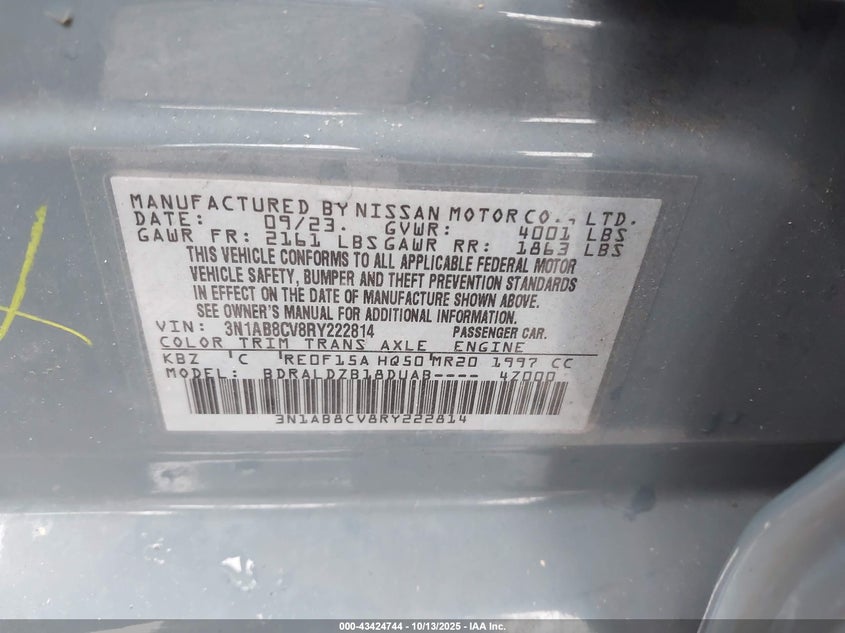 MANUFACTURED BY NISSAN MOTOR CO., LTD.
DATE: 09/23. GVWR: 4001 LBS
GAWR FR: 2161 LBS GAWR RR: 1863 LBS
THIS VEHICLE CONFORMS TO ALL APPLICABLE FEDERAL MOTOR
VEHICLE SAFETY, BUMPER AND THEFT PREVENTION STANDARDS
IN EFFECT ON THE DATE OF MANUFACTURE SHOWN ABOVE.
SEE OWNER'S MANUAL FOR ADDITIONAL INFORMATION.
VIN: 3N1AB8CV8RY222814 PASSENGER CAR.
COLOR TRIM TRANS AXLE ENGINE
KBZ C RE0F15A HQ50 MR20 1997 CC
MODEL: BDRALDZB18DUAB---- 47000
3N1AB8CV8RY222814
000-43424744 | 10/13/2025 - IAA Inc.